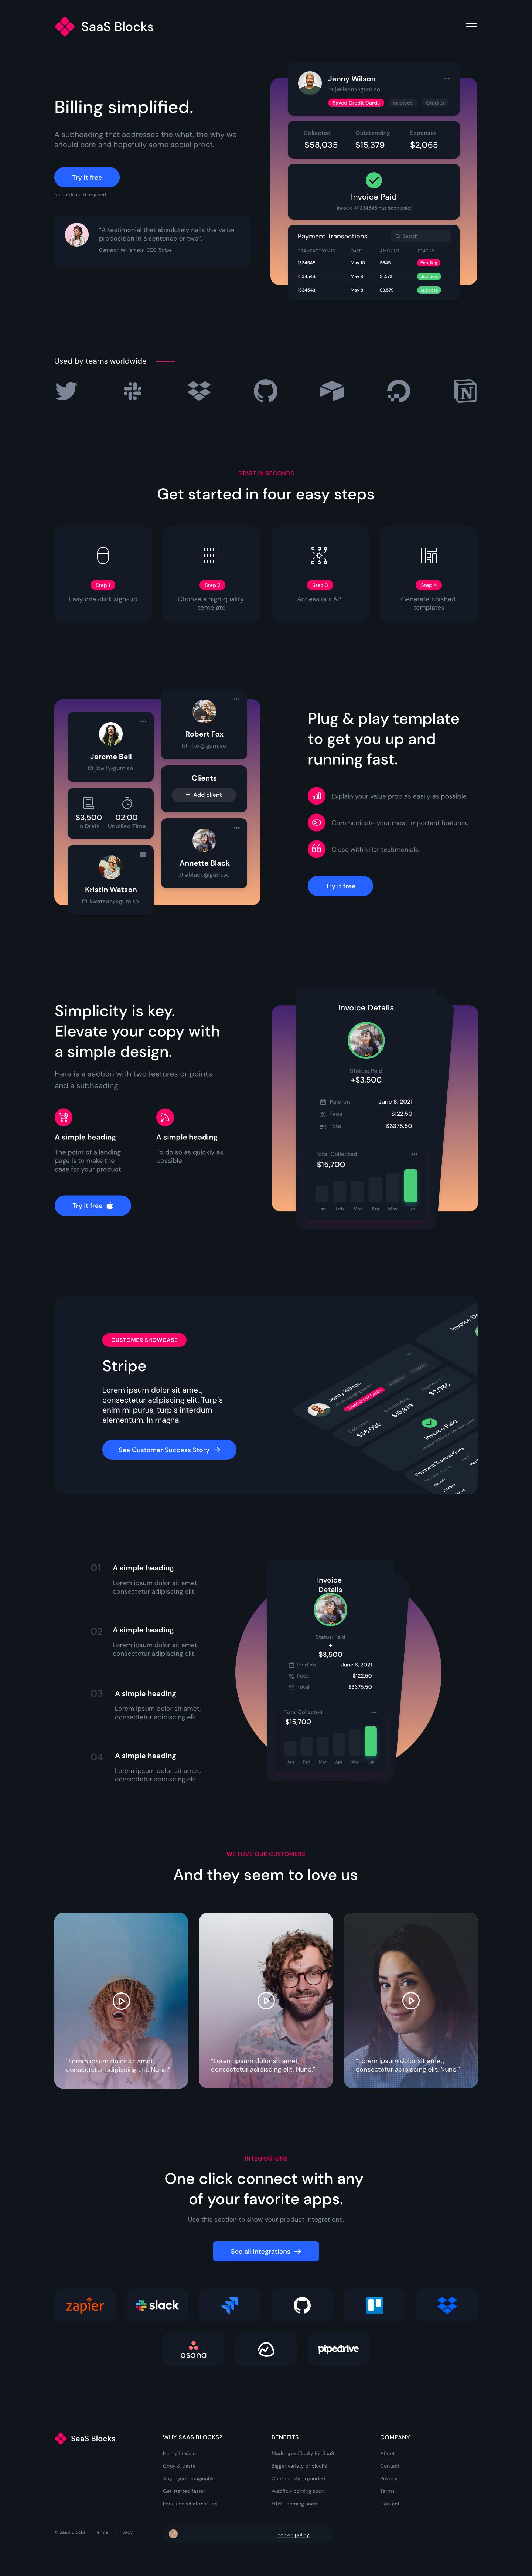 SaaS Blocks
Billing simplified.
A subheading that addresses what, the why we
should care and hopefully some social proof.
Try it free
No credit card required.
"A testimonial that absolutely nails the value
proposition in a sentence or two".
Cameron Williamson, CEO, Stripe
Jenny Wilson
jwilson@gum.so
Saved Credit Cards
Invoices
Credits
Collected
Outstanding
Expenses
$58,035
$15,379
$2,065
Invoice Paid
Invoice #1334545 has been paid!
Payment Transactions
Search
TRANSACTION ID
DATE
AMOUNT
STATUS
1334545
May 10
$645
Pending
1334544
May 9
$1,573
Success
1334543
May 8
$3,575
Success
Used by teams worldwide
START IN SECONDS
Get started in four easy steps
Step 1
Easy one click sign-up
Step 2
Choose a high quality
template
Step 3
Access our API
Step 4
Generate finished
templates
Jerome Bell
jbell@gum.so
$3,500
In Draft
02:00
Unbilled Time
Kristin Watson
kwatson@gum.so
Robert Fox
rfox@gum.so
Clients
+ Add client
Annette Black
ablack@gum.so
Plug & play template
to get you up and
running fast.
Explain your value prop as easily as possible.
Communicate your most important features.
Close with killer testimonials.
Try it free
Simplicity is key.
Elevate your copy with
a simple design.
Here is a section with two features or points
and a subheading.
A simple heading
The point of a landing
page is to make the
case for your product.
A simple heading
To do so as quickly as
possible.
Try it free
Invoice Details
Status: Paid
+$3,500
Paid on
June 8, 2021
Fees
$122.50
Total
$3375.50
Total Collected
$15,700
Jan
Feb
Mar
Apr
May
Jun
CUSTOMER SHOWCASE
Stripe
Lorem ipsum dolor sit amet,
consectetur adipiscing elit. Turpis
enim mi purus, turpis interdum
elementum. In magna.
See Customer Success Story
Jenny Wilson
Saved Credit Cards
Collected
$58,035
Outstanding
$15,379
Expenses
$2,065
Invoice Paid
Payment Transactions
Invoice De
01
A simple heading
Lorem ipsum dolor sit amet,
consectetur adipiscing elit.
02
A simple heading
Lorem ipsum dolor sit amet,
consectetur adipiscing elit.
03
A simple heading
Lorem ipsum dolor sit amet,
consectetur adipiscing elit.
04
A simple heading
Lorem ipsum dolor sit amet,
consectetur adipiscing elit.
Invoice
Details
Status: Paid
+
$3,500
Paid on
June 8, 2021
Fees
$122.50
Total
$3375.50
Total Collected
$15,700
Jan
Feb
Mar
Apr
May
Jun
WE LOVE OUR CUSTOMERS
And they seem to love us
"Lorem ipsum dolor sit amet,
consectetur adipiscing elit. Nunc."
"Lorem ipsum dolor sit amet,
consectetur adipiscing elit. Nunc."
"Lorem ipsum dolor sit amet,
consectetur adipiscing elit. Nunc."
INTEGRATIONS
One click connect with any
of your favorite apps.
Use this section to show your product integrations.
See all integrations
zapier
slack
asana
pipedrive
SaaS Blocks
WHY SAAS BLOCKS?
Highly flexible
Copy & paste
Any layout imaginable
Get started faster
Focus on what matters
BENEFITS
Made specifically for SaaS
Bigger variety of blocks
Continously expanded
Webflow coming soon
HTML coming soon
COMPANY
About
Contact
Privacy
Terms
Contact
© SaaS Blocks
Terms
Privacy
cookie policy.